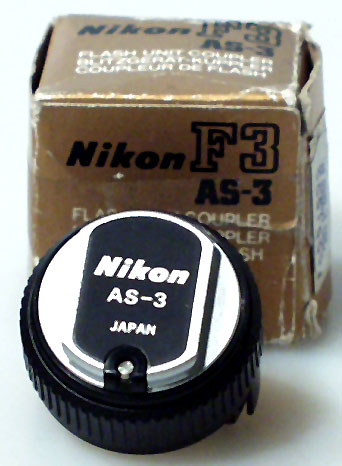 Nikon F3
AS-3
FLASH UNIT COUPLER
BLITZGERÄT-KUPPLER
COUPLEUR DE FLASH
Nikon F3
AS-3
COUPLER
Nikon
AS-3
JAPAN